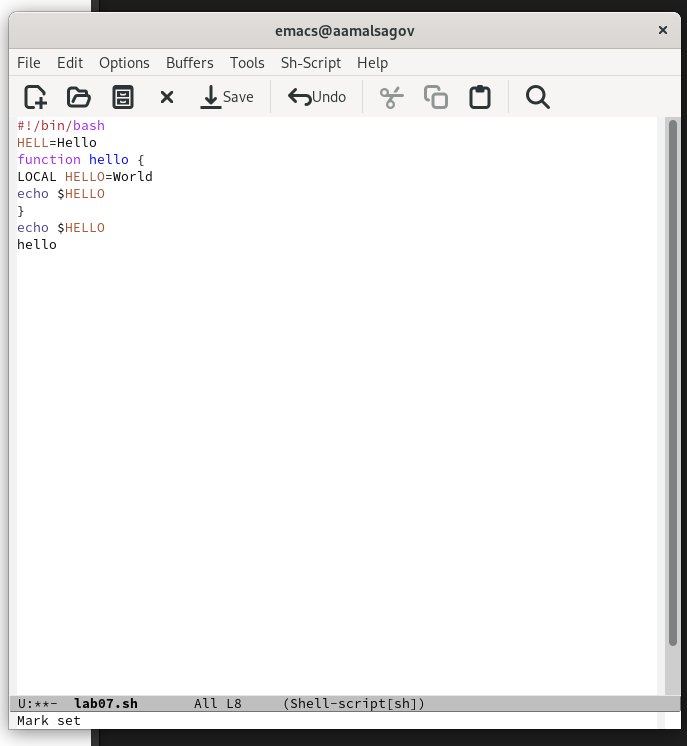 emacs@aamalsagov
File Edit Options Buffers Tools Sh-Script Help
Save Undo
#!/bin/bash
HELL=Hello
function hello {
LOCAL HELLO=World
echo $HELLO
}
echo $HELLO
hello
U:**- lab07.sh All L8 (Shell-script[sh])
Mark set